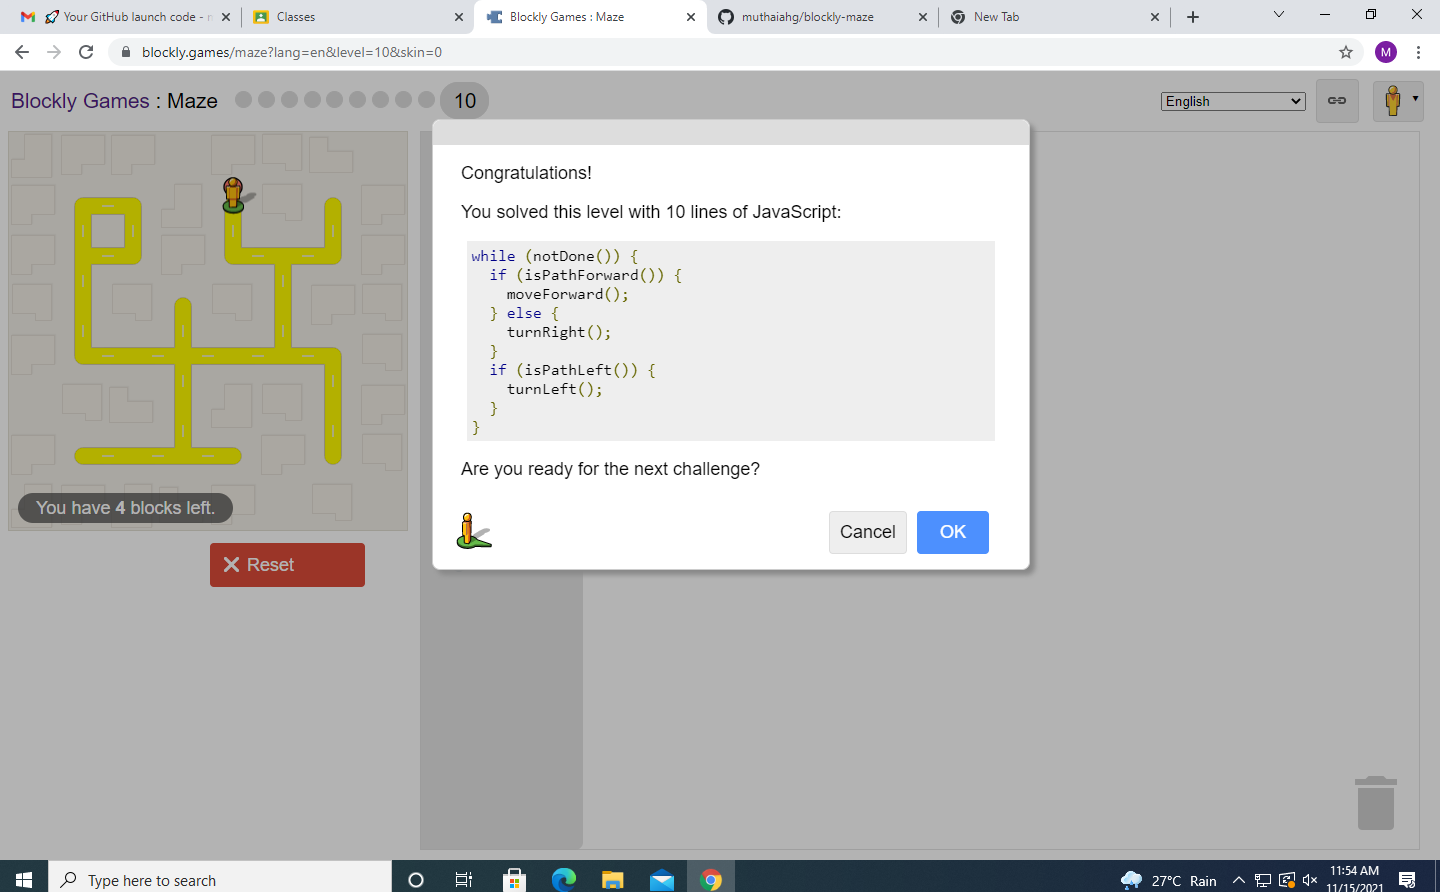 Your GitHub launch code -
Classes
Blockly Games : Maze
muthaiahg/blockly-maze
New Tab
blockly.games/maze?lang=en&level=10&skin=0
M
Blockly Games : Maze
10
English
Congratulations!
You solved this level with 10 lines of JavaScript:
while (notDone()) {
  if (isPathForward()) {
    moveForward();
  } else {
    turnRight();
  }
  if (isPathLeft()) {
    turnLeft();
  }
}
Are you ready for the next challenge?
Cancel
OK
You have 4 blocks left.
Reset
Type here to search
27°C Rain
11:54 AM
11/15/2021